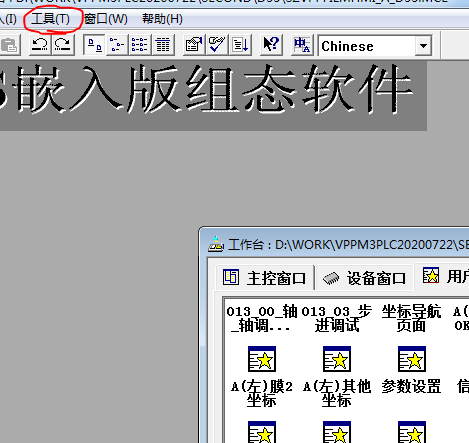 (I) 工具(T) 窗口(W) 帮助(H)
Chinese
嵌入版组态软件
工作台 : D:\WORK\VPPM3PLC20200722\SE
主控窗口 设备窗口 用户
013_00_轴_轴调... 013_03_步进调试 坐标导航页面 A(
OK
A(左)膜2坐标 A(左)其他坐标 参数设置 信